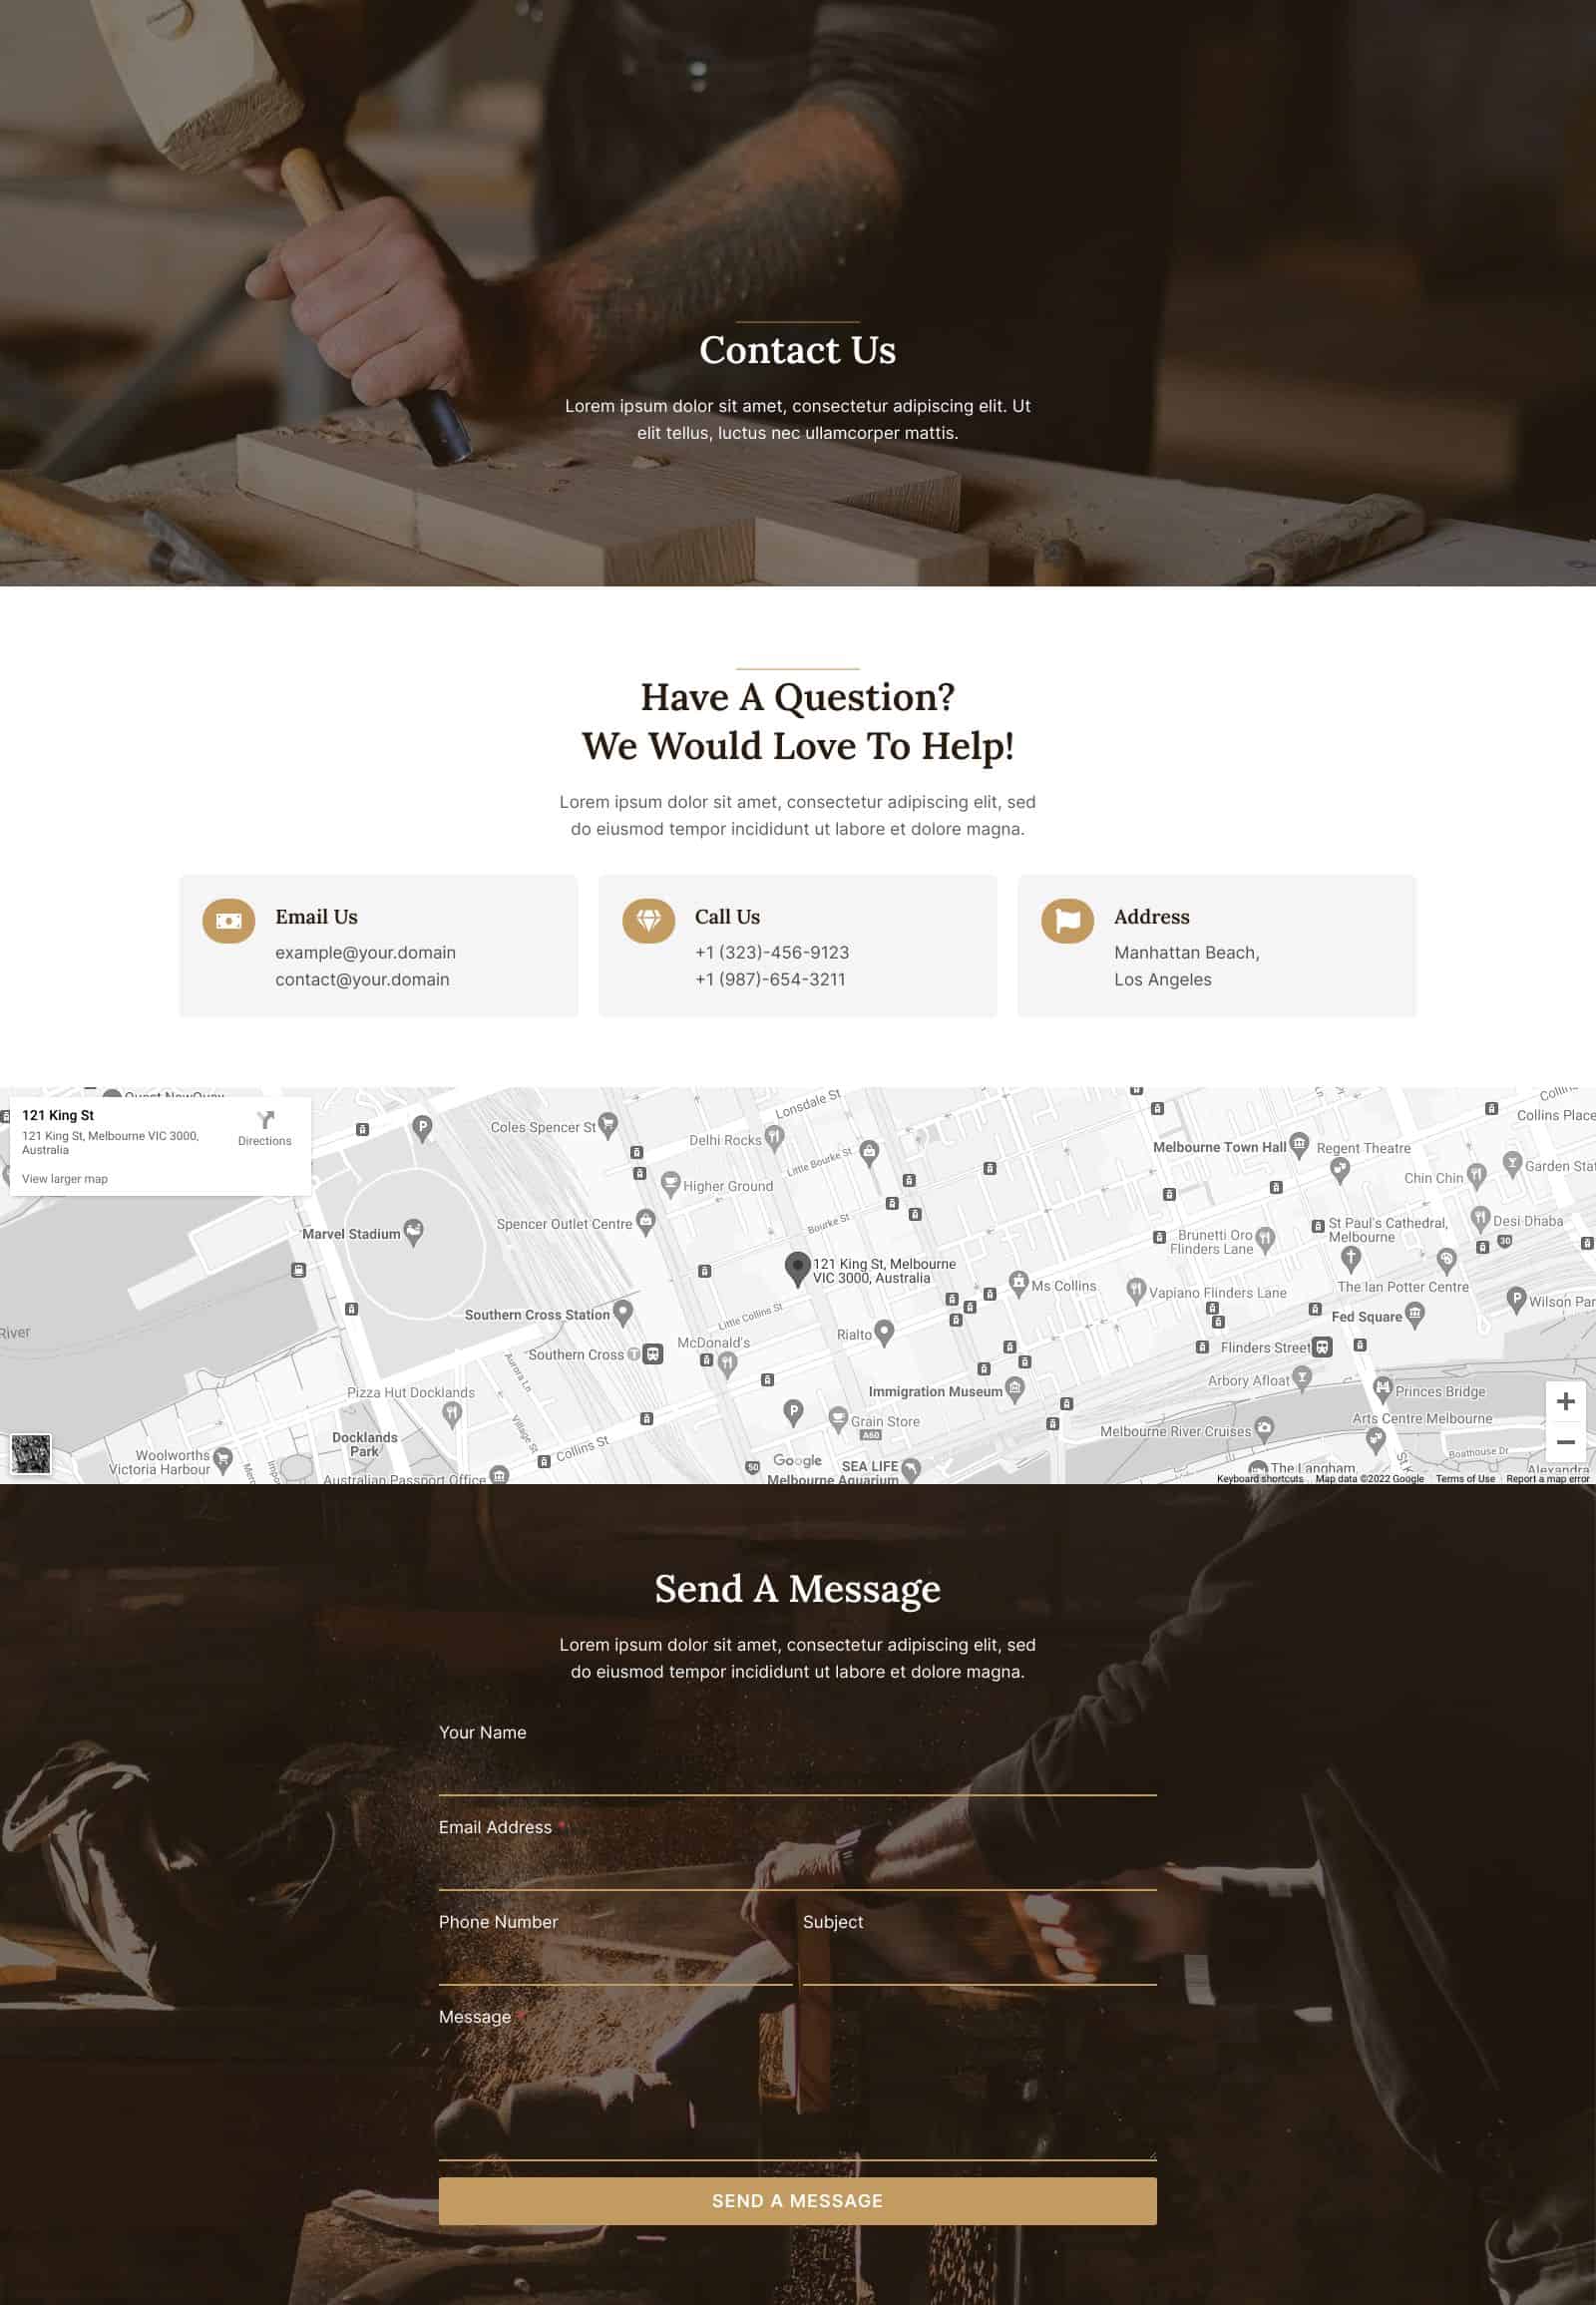 Contact Us
Lorem ipsum dolor sit amet, consectetur adipiscing elit. Ut
elit tellus, luctus nec ullamcorper mattis.
Have A Question?
We Would Love To Help!
Lorem ipsum dolor sit amet, consectetur adipiscing elit, sed
do eiusmod tempor incididunt ut labore et dolore magna.
Email Us
example@your.domain
contact@your.domain
Call Us
+1 (323)-456-9123
+1 (987)-654-3211
Address
Manhattan Beach,
Los Angeles
121 King St
121 King St, Melbourne VIC 3000,
Australia
Directions
View larger map
Lonsdale St
Collins Place
Coles Spencer St
Delhi Rocks
Melbourne Town Hall
Regent Theatre
Little Bourke St
Chin Chin
Garden Stat
Higher Ground
Spencer Outlet Centre
Bourke St
Marvel Stadium
Brunetti Oro
Flinders Lane
St Paul's Cathedral,
Melbourne
Desi Dhaba
30
121 King St, Melbourne
VIC 3000, Australia
Ms Collins
Vapiano Flinders Lane
The Ian Potter Centre
Wilson Par
Southern Cross Station
Little Collins St
Fed Square
River
Rialto
McDonald's
Southern Cross
Flinders Street
Aurora Ln
Arbory Afloat
Princes Bridge
Pizza Hut Docklands
Immigration Museum
Grain Store
A60
Arts Centre Melbourne
Melbourne River Cruises
Docklands
Park
Village St
Collins St
Woolworths
Victoria Harbour
Boathouse Dr
50
Google
SEA LIFE
Melbourne Aquarium
Australian Passport Office
The Langham
Alexandra
Keyboard shortcuts
Map data ©2022 Google
Terms of Use
Report a map error
Send A Message
Lorem ipsum dolor sit amet, consectetur adipiscing elit, sed
do eiusmod tempor incididunt ut labore et dolore magna.
Your Name
Email Address *
Phone Number
Subject
Message *
SEND A MESSAGE